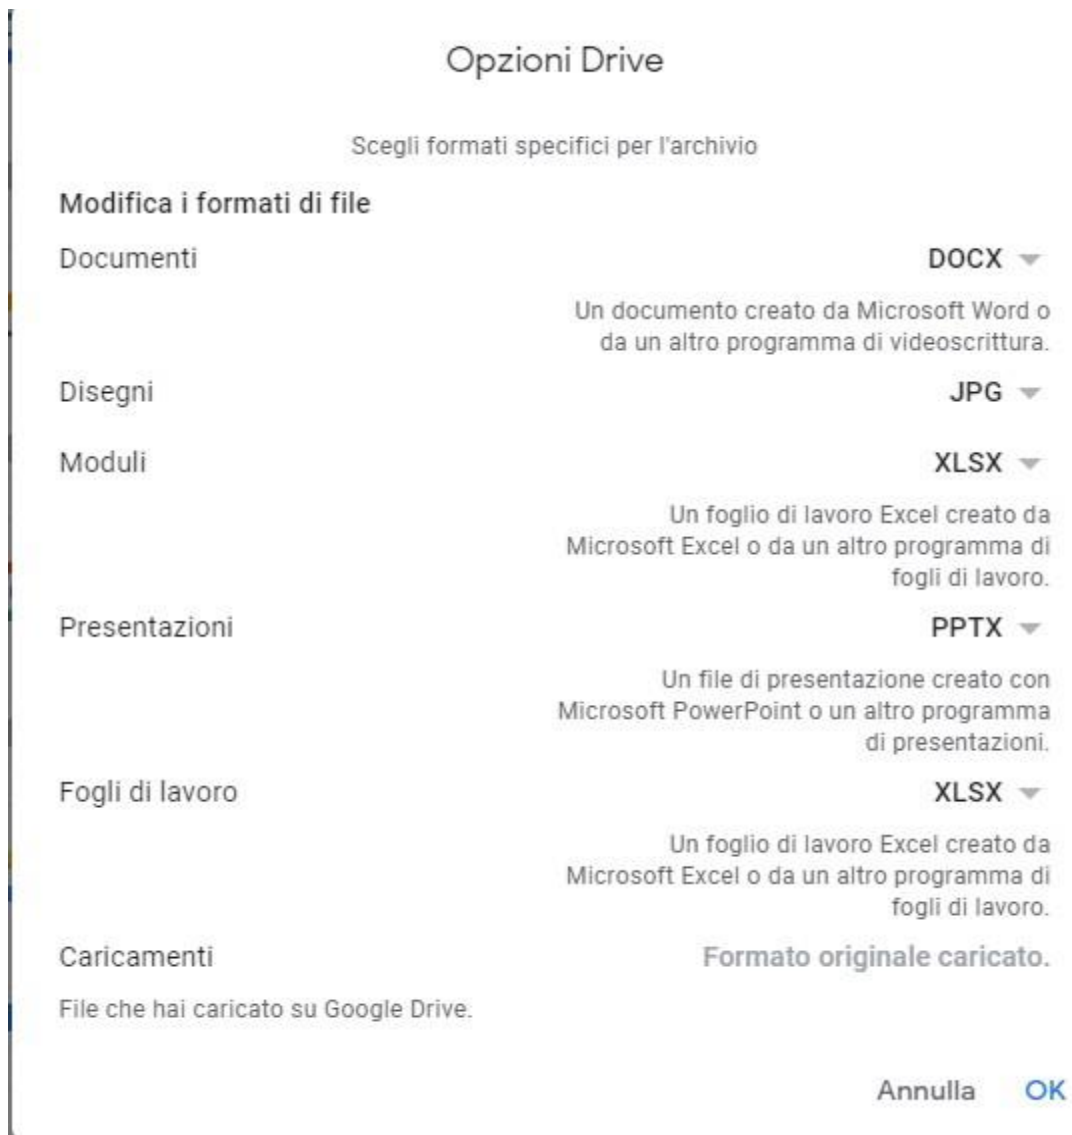 Opzioni Drive
Scegli formati specifici per l'archivio
Modifica i formati di file
Documenti DOCX
Un documento creato da Microsoft Word o
da un altro programma di videoscrittura.
Disegni JPG
Moduli XLSX
Un foglio di lavoro Excel creato da
Microsoft Excel o da un altro programma di
fogli di lavoro.
Presentazioni PPTX
Un file di presentazione creato con
Microsoft PowerPoint o un altro programma
di presentazioni.
Fogli di lavoro XLSX
Un foglio di lavoro Excel creato da
Microsoft Excel o da un altro programma di
fogli di lavoro.
Caricamenti Formato originale caricato.
File che hai caricato su Google Drive.
Annulla OK